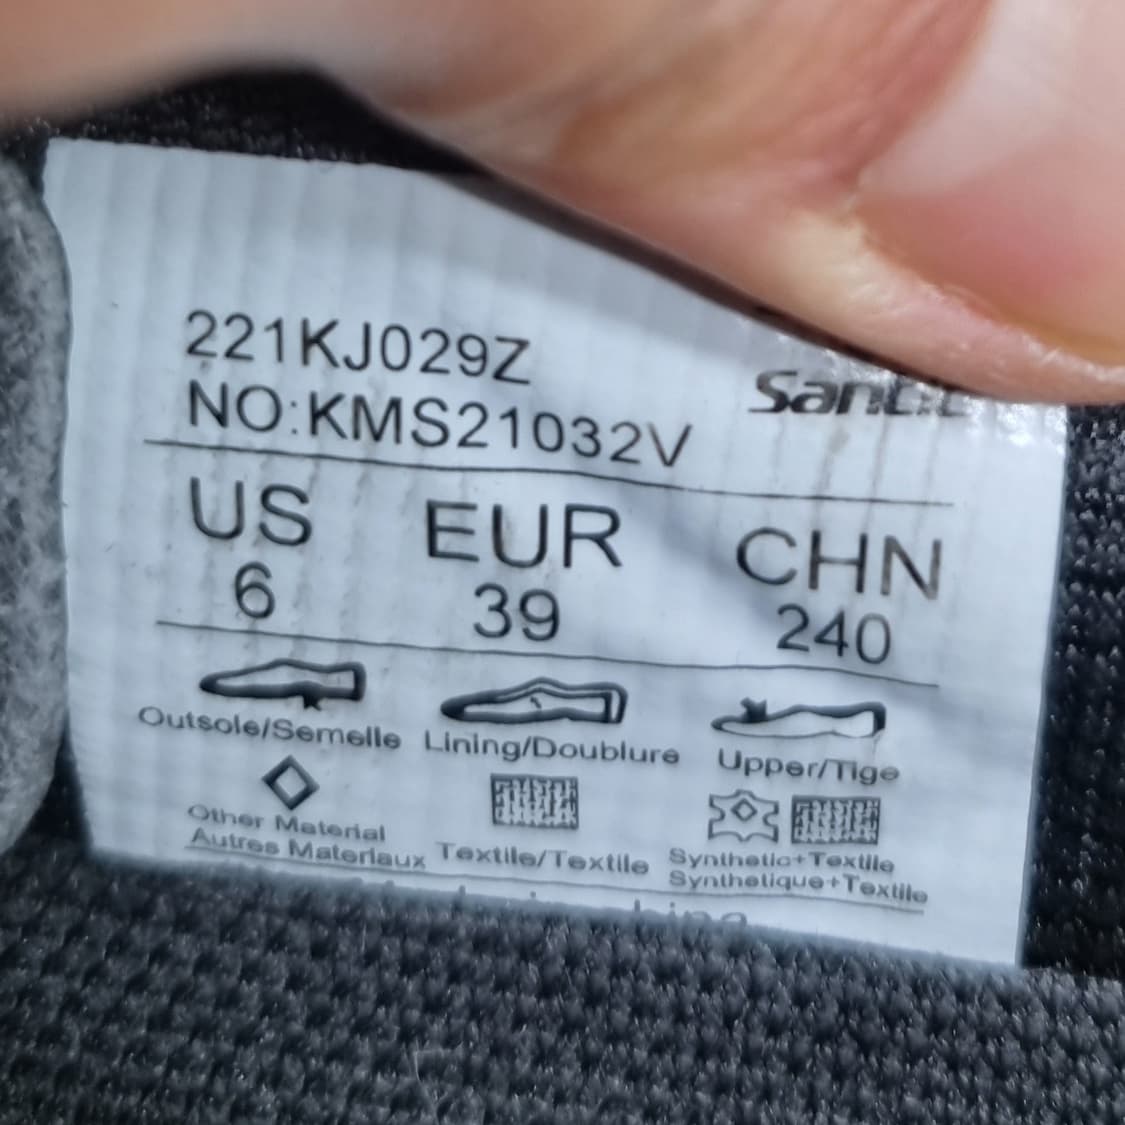 221KJ029Z
NO:KMS21032V
US EUR CHN
6 39 240
Outsole/Semelle Lining/Doublure Upper/Tige
Other Material
Autres Materiaux Textile/Textile Synthetic+Textile
Synthetique+Textile